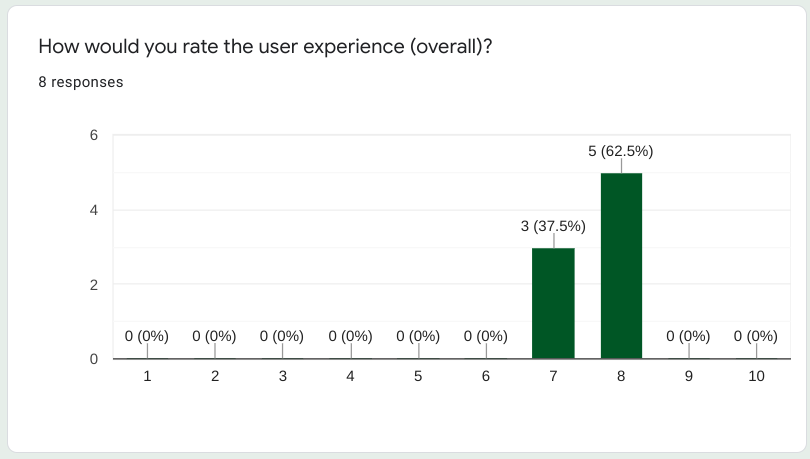 How would you rate the user experience (overall)?
8 responses
6
5 (62.5%)
4
3 (37.5%)
2
0 (0%) 0 (0%) 0 (0%) 0 (0%) 0 (0%) 0 (0%) 0 (0%) 0 (0%)
0
1 2 3 4 5 6 7 8 9 10